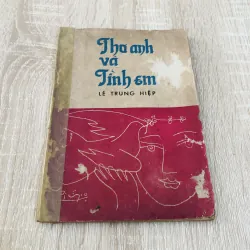 Thơ anh
và
Tình em
LÊ TRUNG HIỆP